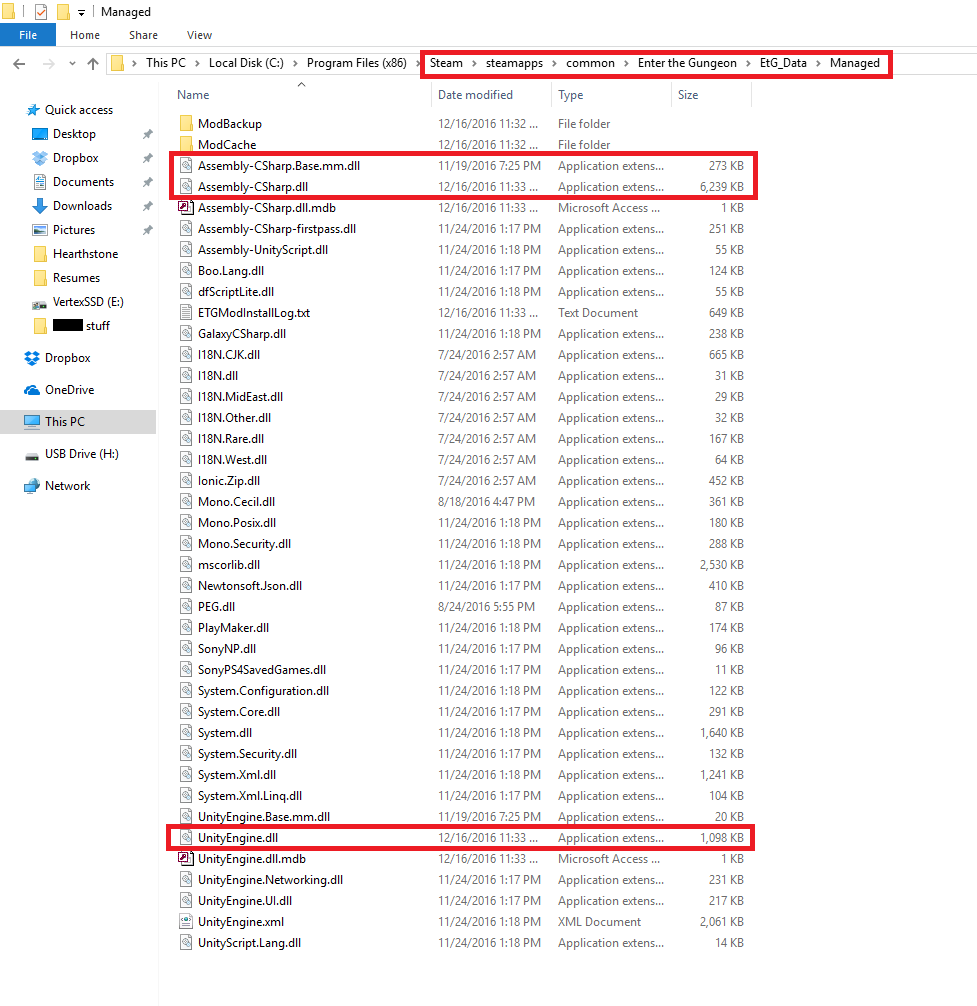 Managed
File Home Share View
This PC Local Disk (C:) Program Files (x86) Steam steamapps common Enter the Gungeon EtG_Data Managed
Name Date modified Type Size
Quick access
Desktop
Dropbox
Documents
Downloads
Pictures
Hearthstone
Resumes
VertexSSD (E:)
stuff
Dropbox
OneDrive
This PC
USB Drive (H:)
Network
ModBackup 12/16/2016 11:32 ... File folder
ModCache 12/16/2016 11:32 ... File folder
Assembly-CSharp.Base.mm.dll 11/19/2016 7:25 PM Application extens... 273 KB
Assembly-CSharp.dll 12/16/2016 11:33 ... Application extens... 6,239 KB
Assembly-CSharp.dll.mdb 12/16/2016 11:33 ... Microsoft Access ... 1 KB
Assembly-CSharp-firstpass.dll 11/24/2016 1:17 PM Application extens... 251 KB
Assembly-UnityScript.dll 11/24/2016 1:18 PM Application extens... 55 KB
Boo.Lang.dll 11/24/2016 1:17 PM Application extens... 124 KB
dfScriptLite.dll 11/24/2016 1:18 PM Application extens... 55 KB
ETGModInstallLog.txt 12/16/2016 11:33 ... Text Document 649 KB
GalaxyCSharp.dll 11/24/2016 1:18 PM Application extens... 238 KB
I18N.CJK.dll 7/24/2016 2:57 AM Application extens... 665 KB
I18N.dll 7/24/2016 2:57 AM Application extens... 31 KB
I18N.MidEast.dll 7/24/2016 2:57 AM Application extens... 29 KB
I18N.Other.dll 7/24/2016 2:57 AM Application extens... 32 KB
I18N.Rare.dll 7/24/2016 2:57 AM Application extens... 167 KB
I18N.West.dll 7/24/2016 2:57 AM Application extens... 64 KB
Ionic.Zip.dll 7/24/2016 2:57 AM Application extens... 452 KB
Mono.Cecil.dll 8/18/2016 4:47 PM Application extens... 361 KB
Mono.Posix.dll 11/24/2016 1:18 PM Application extens... 180 KB
Mono.Security.dll 11/24/2016 1:18 PM Application extens... 288 KB
mscorlib.dll 11/24/2016 1:18 PM Application extens... 2,530 KB
Newtonsoft.Json.dll 11/24/2016 1:17 PM Application extens... 410 KB
PEG.dll 8/24/2016 5:55 PM Application extens... 87 KB
PlayMaker.dll 11/24/2016 1:18 PM Application extens... 174 KB
SonyNP.dll 11/24/2016 1:18 PM Application extens... 96 KB
SonyPS4SavedGames.dll 11/24/2016 1:18 PM Application extens... 11 KB
System.Configuration.dll 11/24/2016 1:18 PM Application extens... 122 KB
System.Core.dll 11/24/2016 1:17 PM Application extens... 291 KB
System.dll 11/24/2016 1:18 PM Application extens... 1,640 KB
System.Security.dll 11/24/2016 1:17 PM Application extens... 132 KB
System.Xml.dll 11/24/2016 1:18 PM Application extens... 1,241 KB
System.Xml.Linq.dll 11/24/2016 1:17 PM Application extens... 104 KB
UnityEngine.Base.mm.dll 11/19/2016 7:25 PM Application extens... 20 KB
UnityEngine.dll 12/16/2016 11:33 ... Application extens... 1,098 KB
UnityEngine.dll.mdb 12/16/2016 11:33 ... Microsoft Access ... 1 KB
UnityEngine.Networking.dll 11/24/2016 1:17 PM Application extens... 231 KB
UnityEngine.UI.dll 11/24/2016 1:17 PM Application extens... 217 KB
UnityEngine.xml 11/24/2016 1:18 PM XML Document 2,061 KB
UnityScript.Lang.dll 11/24/2016 1:18 PM Application extens... 14 KB